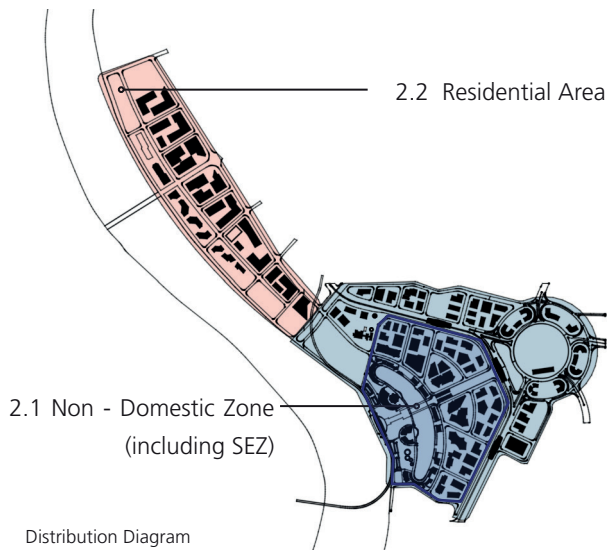 2.2 Residential Area
2.1 Non - Domestic Zone
(including SEZ)
Distribution Diagram